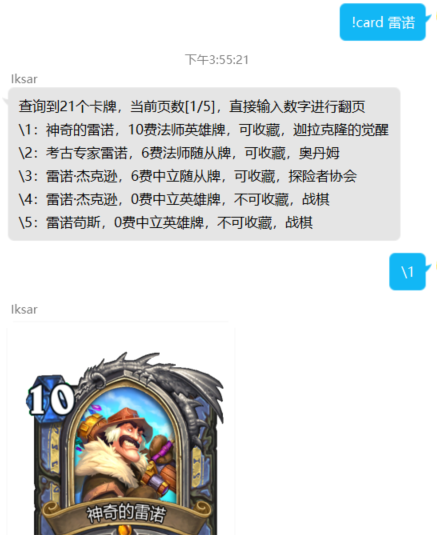 !card 雷诺
下午3:55:21
Iksar
查询到21个卡牌，当前页数[1/5]，直接输入数字进行翻页
\1：神奇的雷诺，10费法师英雄牌，可收藏，迦拉克隆的觉醒
\2：考古专家雷诺，6费法师随从牌，可收藏，奥丹姆
\3：雷诺·杰克逊，6费中立随从牌，可收藏，探险者协会
\4：雷诺·杰克逊，0费中立英雄牌，不可收藏，战棋
\5：雷诺苟斯，0费中立英雄牌，不可收藏，战棋
\1
Iksar
10
神奇的雷诺